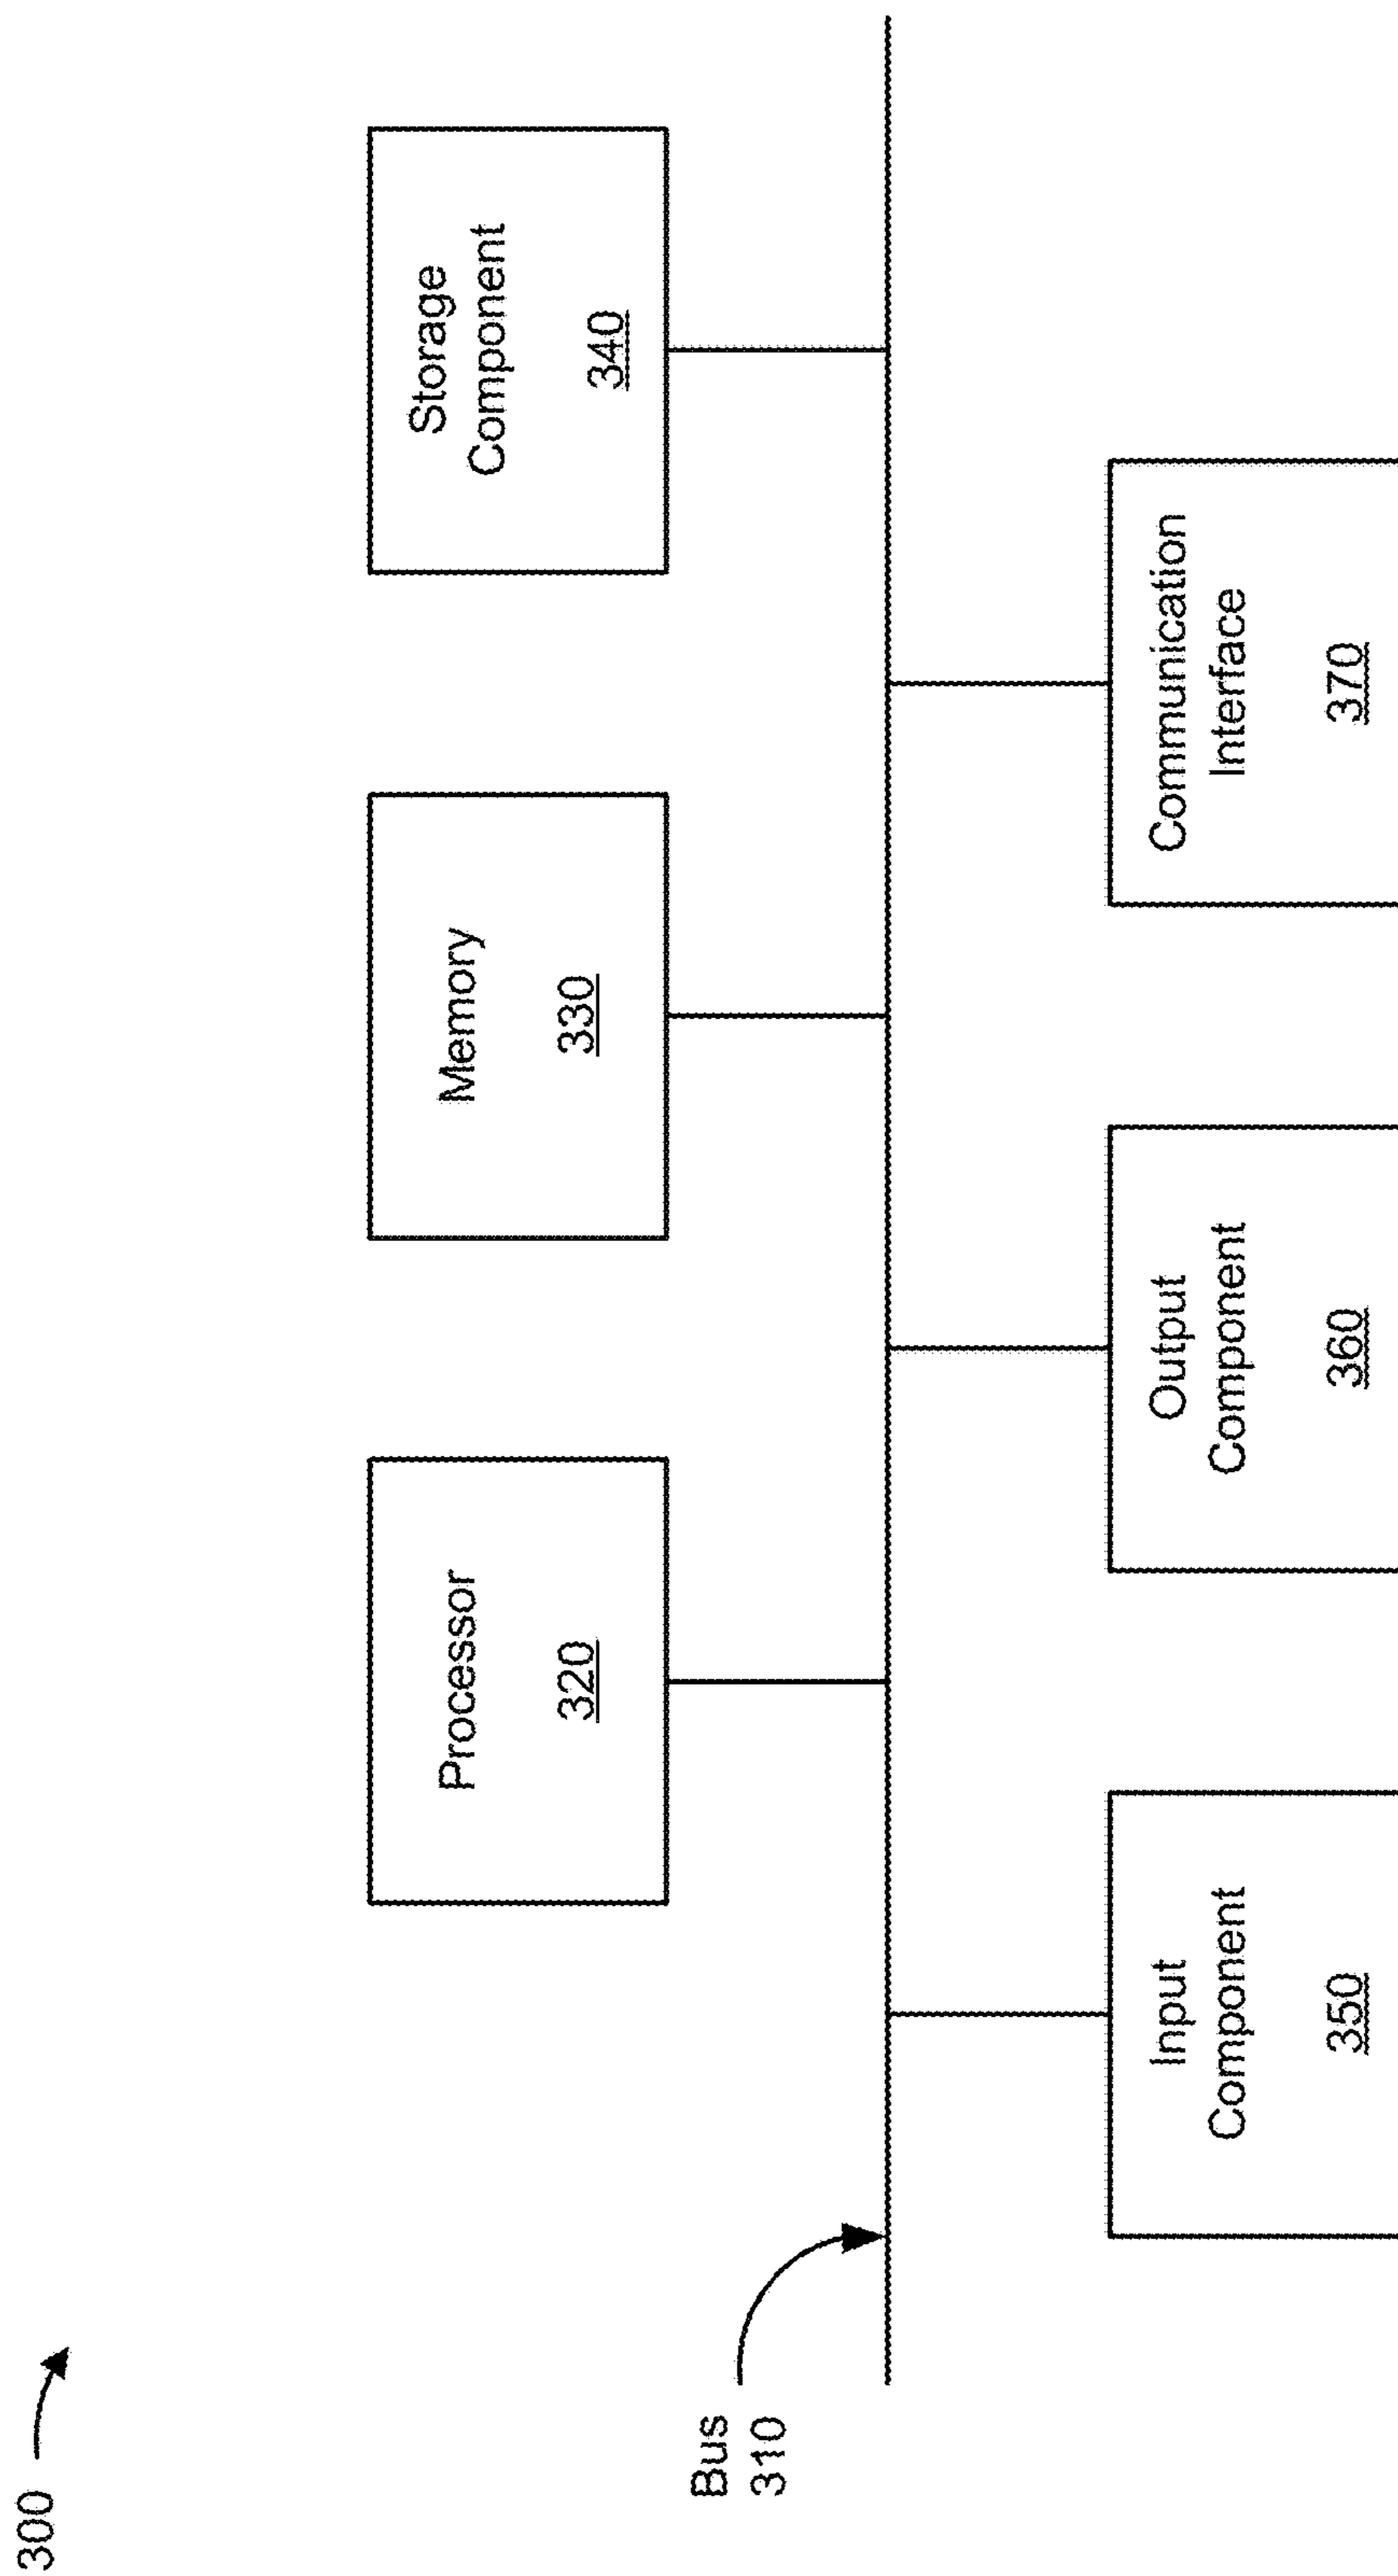 300
Processor
320
Memory
330
Storage
Component
340
Bus
310
Input
Component
350
Output
Component
360
Communication
Interface
370